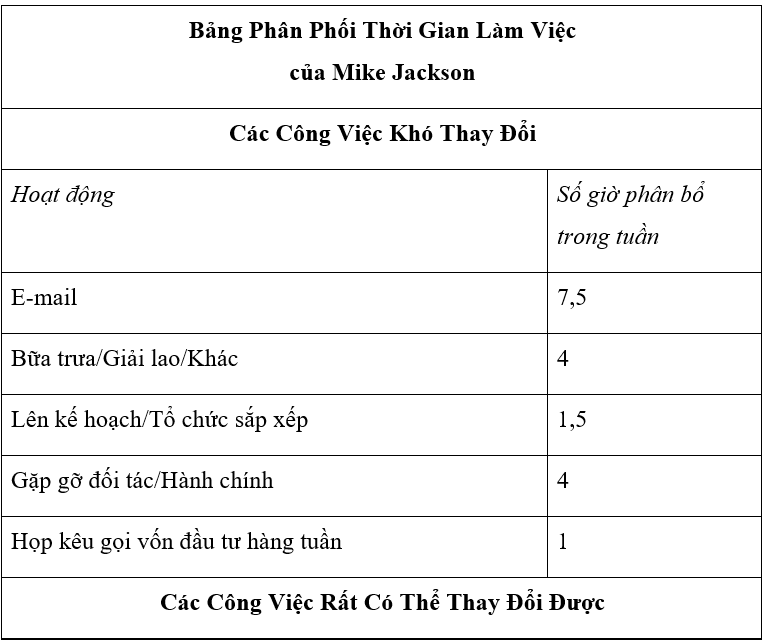 Bảng Phân Phối Thời Gian Làm Việc
của Mike Jackson
Các Công Việc Khó Thay Đổi
Hoạt động
Số giờ phân bổ
trong tuần
E-mail
7,5
Bữa trưa/Giải lao/Khác
4
Lên kế hoạch/Tổ chức sắp xếp
1,5
Gặp gỡ đối tác/Hành chính
4
Họp kêu gọi vốn đầu tư hàng tuần
1
Các Công Việc Rất Có Thể Thay Đổi Được